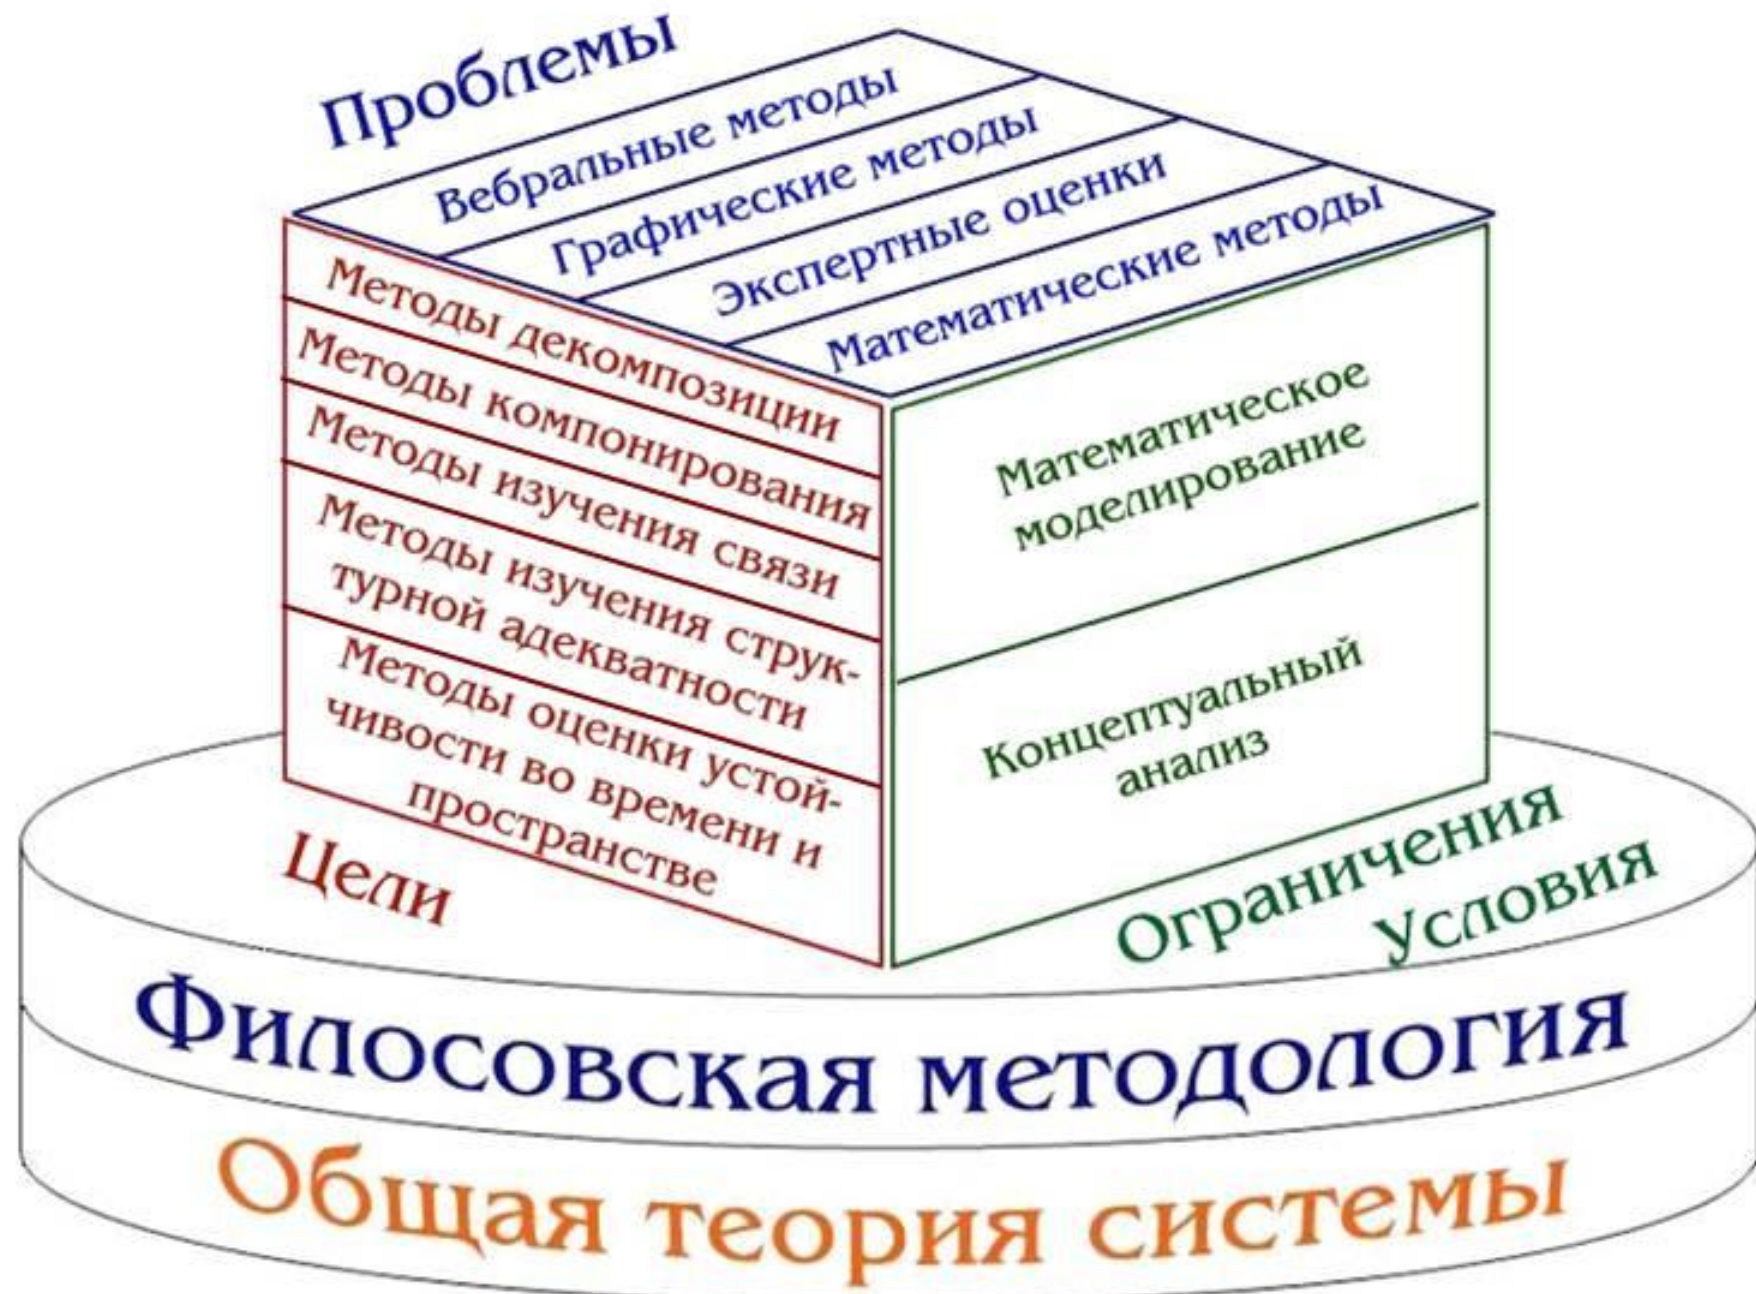 Проблемы
Вебральные методы
Графические методы
Экспертные оценки
Математические методы
Методы декомпозиции
Методы компонирования
Методы изучения связи
Методы изучения струк-
турной адекватности
Методы оценки устой-
чивости во времени и
пространстве
Математическое
моделирование
Концептуальный
анализ
Цели
Ограничения
Условия
Филосовская методология
Общая теория системы